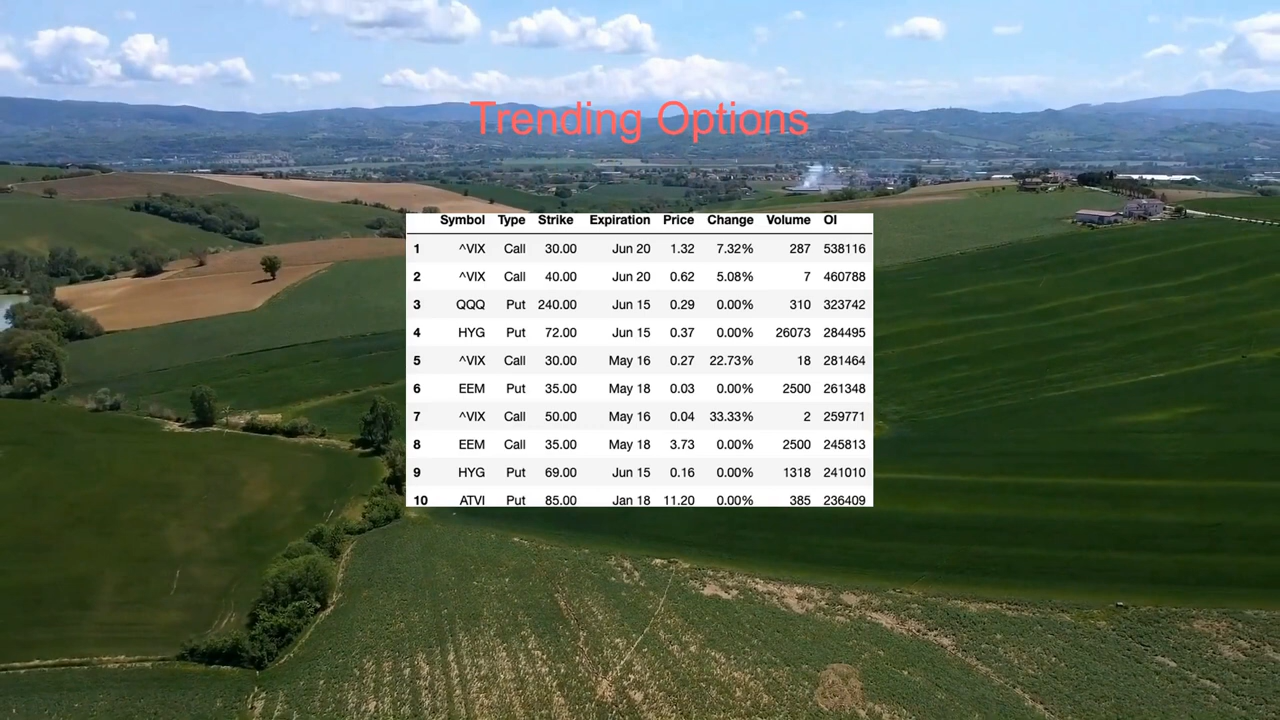 Trending Options
Symbol Type Strike Expiration Price Change Volume OI
1 ^VIX Call 30.00 Jun 20 1.32 7.32% 287 538116
2 ^VIX Call 40.00 Jun 20 0.62 5.08% 7 460788
3 QQQ Put 240.00 Jun 15 0.29 0.00% 310 323742
4 HYG Put 72.00 Jun 15 0.37 0.00% 26073 284495
5 ^VIX Call 30.00 May 16 0.27 22.73% 18 281464
6 EEM Put 35.00 May 18 0.03 0.00% 2500 261348
7 ^VIX Call 50.00 May 16 0.04 33.33% 2 259771
8 EEM Call 35.00 May 18 3.73 0.00% 2500 245813
9 HYG Put 69.00 Jun 15 0.16 0.00% 1318 241010
10 ATVI Put 85.00 Jan 18 11.20 0.00% 385 236409